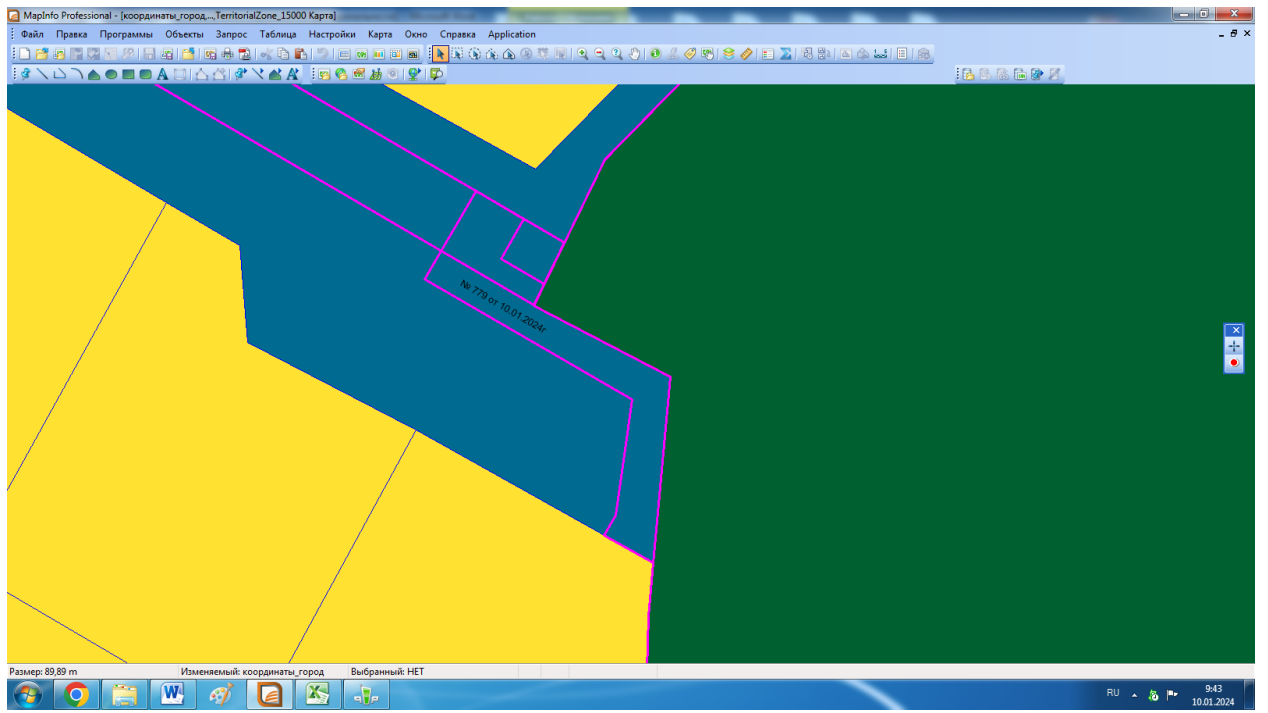 MapInfo Professional - [координаты_город,...,TerritorialZone_15000 Карта]
Файл Правка Программы Объекты Запрос Таблица Настройки Карта Окно Справка Application
№ 779 от 10.01.2024г
Размер: 89,89 m Изменяемый: координаты_город Выбранный: НЕТ
RU 9:43
10.01.2024